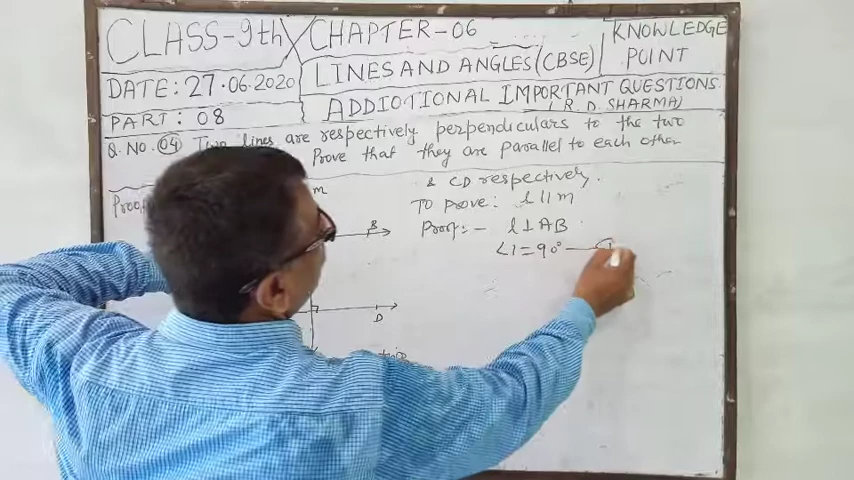 CLASS-9th
CHAPTER-06
KNOWLEDGE POINT
LINES AND ANGLES (CBSE)
DATE: 27.06.2020
PART: 08
ADDIOTIONAL IMPORTANT QUESTIONS
(R.D. SHARMA)
Q.NO. 04 Two lines are respectively perpendiculars to the two
Prove that they are parallel to each other
Proof
m
& CD respectively.
TO PROVE: l || m
B
Proof:- l ⊥ AB
∠1 = 90°
D